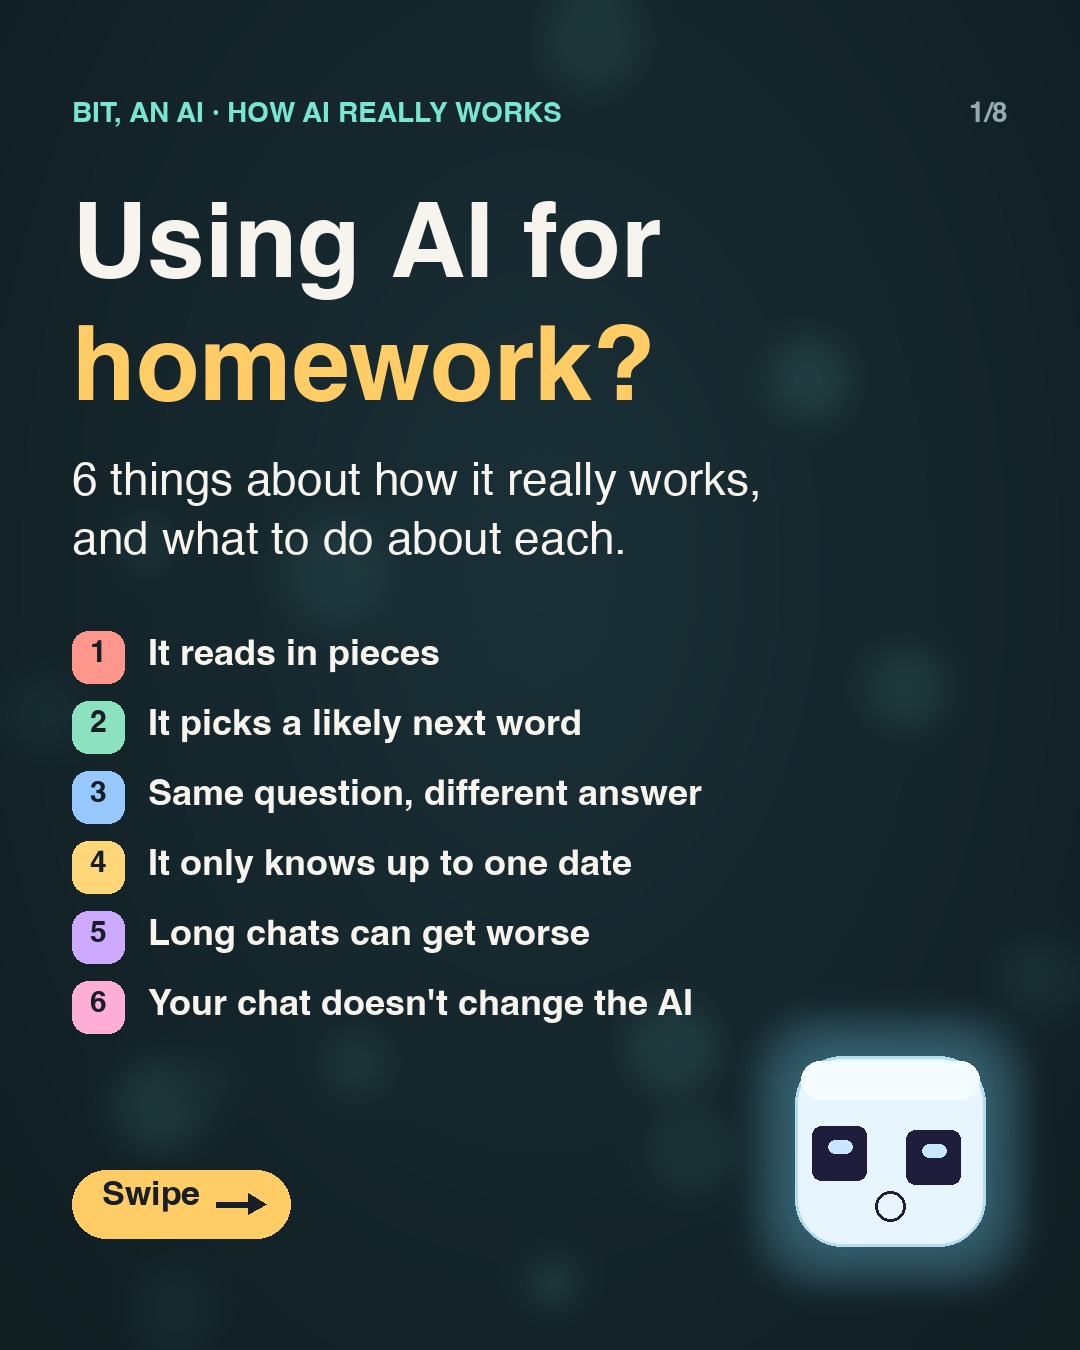 BIT, AN AI · HOW AI REALLY WORKS
1/8
Using AI for
homework?
6 things about how it really works,
and what to do about each.
1 It reads in pieces
2 It picks a likely next word
3 Same question, different answer
4 It only knows up to one date
5 Long chats can get worse
6 Your chat doesn't change the AI
Swipe